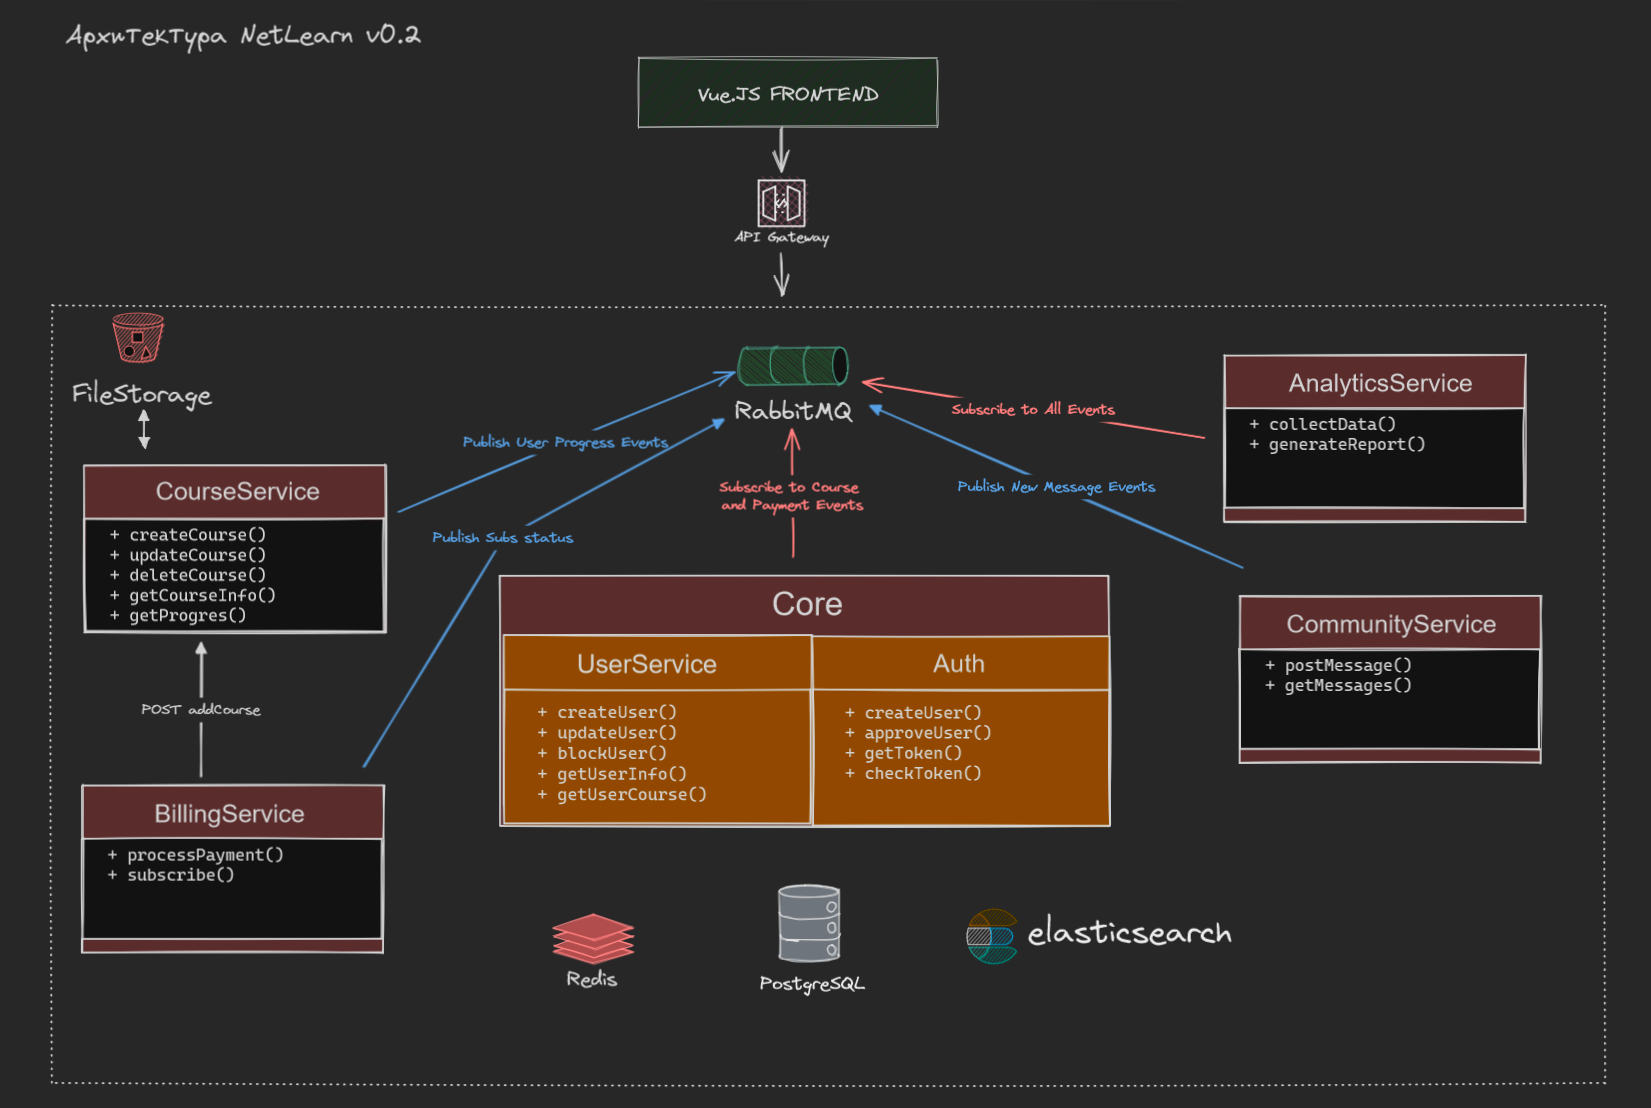 Архитектура NetLearn v0.2
Vue.JS FRONTEND
API Gateway
FileStorage
RabbitMQ
Publish User Progress Events
Publish Subs status
Subscribe to Course
and Payment Events
Subscribe to All Events
Publish New Message Events
AnalyticsService
+ collectData()
+ generateReport()
CourseService
+ createCourse()
+ updateCourse()
+ deleteCourse()
+ getCourseInfo()
+ getProgres()
POST addCourse
Core
UserService
+ createUser()
+ updateUser()
+ blockUser()
+ getUserInfo()
+ getUserCourse()
Auth
+ createUser()
+ approveUser()
+ getToken()
+ checkToken()
CommunityService
+ postMessage()
+ getMessages()
BillingService
+ processPayment()
+ subscribe()
Redis
PostgreSQL
elasticsearch